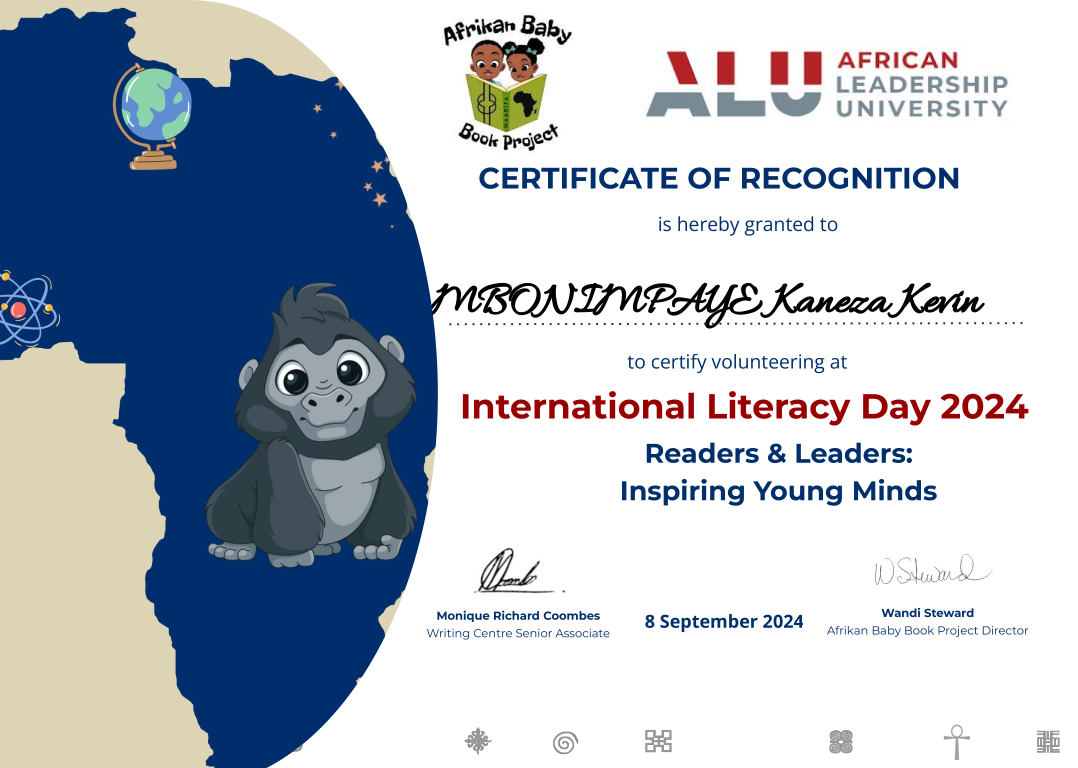 Afrikan Baby
Book Project
ALU AFRICAN
LEADERSHIP
UNIVERSITY
CERTIFICATE OF RECOGNITION
is hereby granted to
MBONIMPAYE Kaneza Kevin
to certify volunteering at
International Literacy Day 2024
Readers & Leaders:
Inspiring Young Minds
W Steward
Monique Richard Coombes
Writing Centre Senior Associate
8 September 2024
Wandi Steward
Afrikan Baby Book Project Director